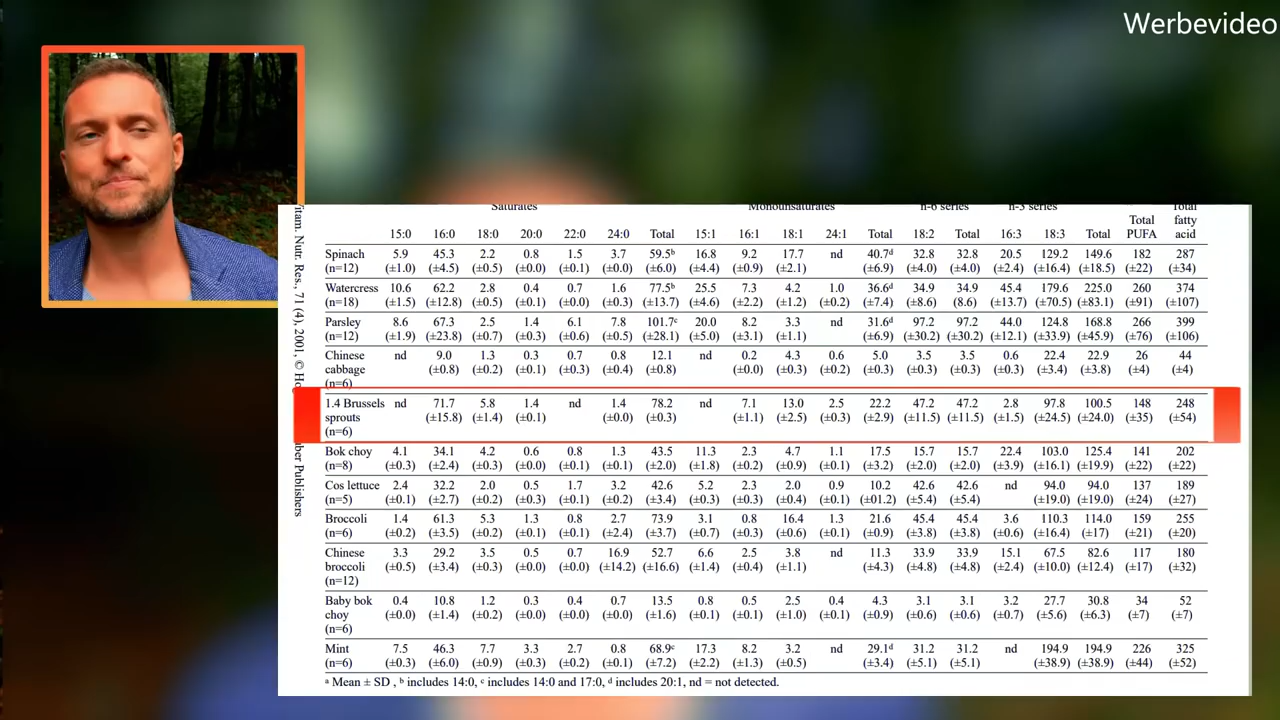 Werbevideo
Saturates Monounsaturates n-6 series n-3 series Total
Total fatty
15:0 16:0 18:0 20:0 22:0 24:0 Total 15:1 16:1 18:1 24:1 Total 18:2 Total 16:3 18:3 Total PUFA acid
Spinach 5.9 45.3 2.2 0.8 1.5 3.7 59.5ᵇ 16.8 9.2 17.7 nd 40.7ᵈ 32.8 32.8 20.5 129.2 149.6 182 287
(n=12) (±1.0) (±4.5) (±0.5) (±0.0) (±0.1) (±0.0) (±6.0) (±4.4) (±0.9) (±2.1) (±6.9) (±4.0) (±4.0) (±2.4) (±16.4) (±18.5) (±22) (±34)
Watercress 10.6 62.2 2.8 0.4 0.7 1.6 77.5ᵇ 25.5 7.3 4.2 1.0 36.6ᵈ 34.9 34.9 45.4 179.6 225.0 260 374
(n=18) (±1.5) (±12.8) (±0.5) (±0.1) (±0.0) (±0.3) (±13.7) (±4.6) (±2.2) (±1.2) (±0.2) (±7.4) (±8.6) (8.6) (±13.7) (±70.5) (±83.1) (±91) (±107)
Parsley 8.6 67.3 2.5 1.4 6.1 7.8 101.7ᶜ 20.0 8.2 3.3 nd 31.6ᵈ 97.2 97.2 44.0 124.8 168.8 266 399
(n=12) (±1.9) (±23.8) (±0.7) (±0.3) (±0.6) (±0.5) (±28.1) (±5.0) (±3.1) (±1.1) (±6.9) (±30.2) (±30.2) (±12.1) (±33.9) (±45.9) (±76) (±106)
Chinese nd 9.0 1.3 0.3 0.7 0.8 12.1 nd 0.2 4.3 0.6 5.0 3.5 3.5 0.6 22.4 22.9 26 44
cabbage (±0.8) (±0.2) (±0.1) (±0.3) (±0.4) (±0.8) (±0.0) (±0.3) (±0.2) (±0.3) (±0.3) (±0.3) (±0.3) (±3.4) (±3.8) (±4) (±4)
(n=6)
1.4 Brussels nd 71.7 5.8 1.4 nd 1.4 78.2 nd 7.1 13.0 2.5 22.2 47.2 47.2 2.8 97.8 100.5 148 248
sprouts (±15.8) (±1.4) (±0.1) (±0.0) (±0.3) (±1.1) (±2.5) (±0.3) (±2.9) (±11.5) (±11.5) (±1.5) (±24.5) (±24.0) (±35) (±54)
(n=6)
Bok choy 4.1 34.1 4.2 0.6 0.8 1.3 43.5 11.3 2.3 4.7 1.1 17.5 15.7 15.7 22.4 103.0 125.4 141 202
(n=8) (±0.3) (±2.4) (±0.3) (±0.0) (±0.1) (±0.1) (±2.0) (±1.8) (±0.2) (±0.9) (±0.1) (±3.2) (±2.0) (±2.0) (±3.9) (±16.1) (±19.9) (±22) (±22)
Cos lettuce 2.4 32.2 2.0 0.5 1.7 3.2 42.6 5.2 2.3 2.0 0.9 10.2 42.6 42.6 nd 94.0 94.0 137 189
(n=5) (±0.1) (±2.7) (±0.2) (±0.3) (±0.1) (±0.2) (±3.4) (±0.3) (±0.3) (±0.4) (±0.1) (±01.2) (±5.4) (±5.4) (±19.0) (±19.0) (±24) (±27)
Broccoli 1.4 61.3 5.3 1.3 0.8 2.7 73.9 3.1 0.8 16.4 1.3 21.6 45.4 45.4 3.6 110.3 114.0 159 255
(n=6) (±0.2) (±3.5) (±0.2) (±0.1) (±0.1) (±2.4) (±3.7) (±0.7) (±0.3) (±0.6) (±0.1) (±0.9) (±3.8) (±3.8) (±0.6) (±16.4) (±17) (±21) (±20)
Chinese 3.3 29.2 3.5 0.5 0.7 16.9 52.7 6.6 2.5 3.8 nd 11.3 33.9 33.9 15.1 67.5 82.6 117 180
broccoli (±0.5) (±3.4) (±0.3) (±0.0) (±0.0) (±14.2) (±16.6) (±1.4) (±0.4) (±1.1) (±4.3) (±4.8) (±4.8) (±2.4) (±10.0) (±12.4) (±17) (±32)
(n=12)
Baby bok 0.4 10.8 1.2 0.3 0.4 0.7 13.5 0.8 0.5 2.5 0.4 4.3 3.1 3.1 3.2 27.7 30.8 34 52
choy (±0.0) (±1.4) (±0.2) (±0.0) (±0.0) (±0.0) (±1.6) (±0.1) (±0.1) (±1.0) (±0.1) (±0.9) (±0.6) (±0.6) (±0.7) (±5.6) (±6.3) (±7) (±7)
(n=6)
Mint 7.5 46.3 7.7 3.3 2.7 0.8 68.9ᶜ 17.3 8.2 3.2 nd 29.1ᵈ 31.2 31.2 nd 194.9 194.9 226 325
(n=6) (±0.3) (±6.0) (±0.9) (±0.3) (±0.2) (±0.1) (±7.2) (±2.2) (±1.3) (±0.5) (±3.4) (±5.1) (±5.1) (±38.9) (±38.9) (±44) (±52)
ᵃ Mean ± SD , ᵇ includes 14:0, ᶜ includes 14:0 and 17:0, ᵈ includes 20:1, nd = not detected.
Nutr. Res., 71 (4), 2001, ©
Publishers